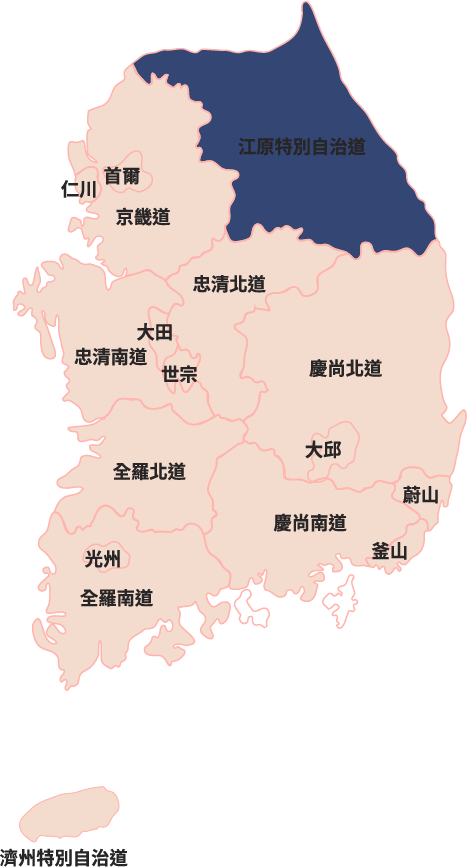 江原特別自治道
首爾
仁川
京畿道
忠清北道
大田
忠清南道
慶尚北道
世宗
大邱
全羅北道
蔚山
慶尚南道
釜山
光州
全羅南道
濟州特別自治道